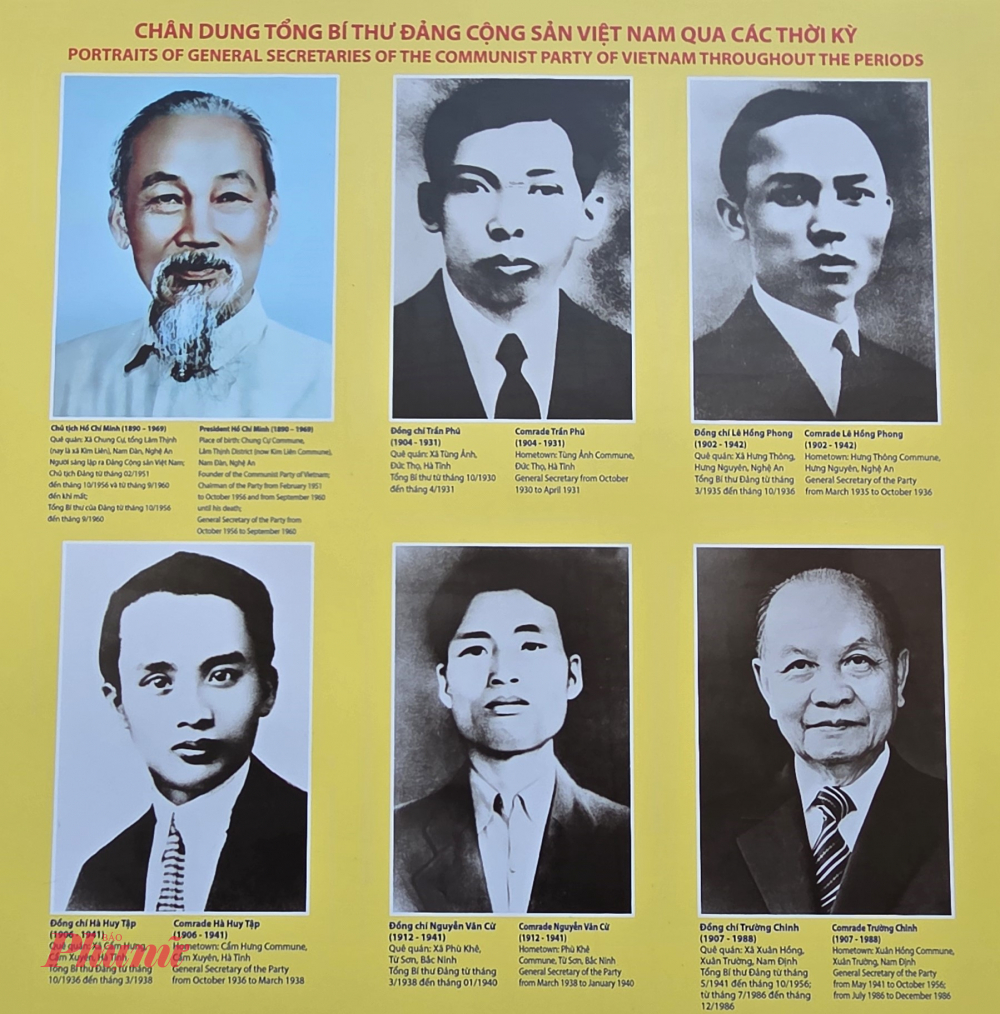 CHÂN DUNG TỔNG BÍ THƯ ĐẢNG CỘNG SẢN VIỆT NAM QUA CÁC THỜI KỲ
PORTRAITS OF GENERAL SECRETARIES OF THE COMMUNIST PARTY OF VIETNAM THROUGHOUT THE PERIODS
Chủ tịch Hồ Chí Minh (1890 - 1969)
Quê quán: Xã Chung Cự, tổng Lâm Thịnh
(nay là xã Kim Liên), Nam Đàn, Nghệ An
Người sáng lập ra Đảng Cộng sản Việt Nam;
Chủ tịch Đảng từ tháng 02/1951
đến tháng 10/1956 và từ tháng 9/1960
đến khi mất;
Tổng Bí thư của Đảng từ tháng 10/1956
đến tháng 9/1960
President Hồ Chí Minh (1890 - 1969)
Place of birth: Chung Cự Commune,
Lâm Thịnh District (now Kim Liên Commune),
Nam Đàn, Nghệ An
Founder of the Communist Party of Vietnam;
Chairman of the Party from February 1951
to October 1956 and from September 1960
until his death;
General Secretary of the Party from
October 1956 to September 1960
Đồng chí Trần Phú
(1904 - 1931)
Quê quán: Xã Tùng Ảnh,
Đức Thọ, Hà Tĩnh
Tổng Bí thư từ tháng 10/1930
đến tháng 4/1931
Comrade Trần Phú
(1904 - 1931)
Hometown: Tùng Ảnh Commune,
Đức Thọ, Hà Tĩnh
General Secretary from October
1930 to April 1931
Đồng chí Lê Hồng Phong
(1902 - 1942)
Quê quán: Xã Hưng Thông,
Hưng Nguyên, Nghệ An
Tổng Bí thư Đảng từ tháng
3/1935 đến tháng 10/1936
Comrade Lê Hồng Phong
(1902 - 1942)
Hometown: Hưng Thông Commune,
Hưng Nguyên, Nghệ An
General Secretary of the Party
from March 1935 to October 1936
Đồng chí Hà Huy Tập
(1906 - 1941)
Quê quán: Xã Cẩm Hưng,
Cẩm Xuyên, Hà Tĩnh
Tổng Bí thư Đảng từ tháng
10/1936 đến tháng 3/1938
Comrade Hà Huy Tập
(1906 - 1941)
Hometown: Cẩm Hưng Commune,
Cẩm Xuyên, Hà Tĩnh
General Secretary of the Party
from October 1936 to March 1938
BÁO
Phụ nữ
Đồng chí Nguyễn Văn Cừ
(1912 - 1941)
Quê quán: Xã Phù Khê,
Từ Sơn, Bắc Ninh
Tổng Bí thư Đảng từ tháng
3/1938 đến tháng 01/1940
Comrade Nguyễn Văn Cừ
(1912 - 1941)
Hometown: Phù Khê
Commune, Từ Sơn, Bắc Ninh
General Secretary of the Party
from March 1938 to January 1940
Đồng chí Trường Chinh
(1907 - 1988)
Quê quán: Xã Xuân Hồng,
Xuân Trường, Nam Định
Tổng Bí thư Đảng từ tháng
5/1941 đến tháng 10/1956;
từ tháng 7/1986 đến tháng
12/1986
Comrade Trường Chinh
(1907 - 1988)
Hometown: Xuân Hồng Commune,
Xuân Trường, Nam Định
General Secretary of the Party
from May 1941 to October 1956;
from July 1986 to December 1986